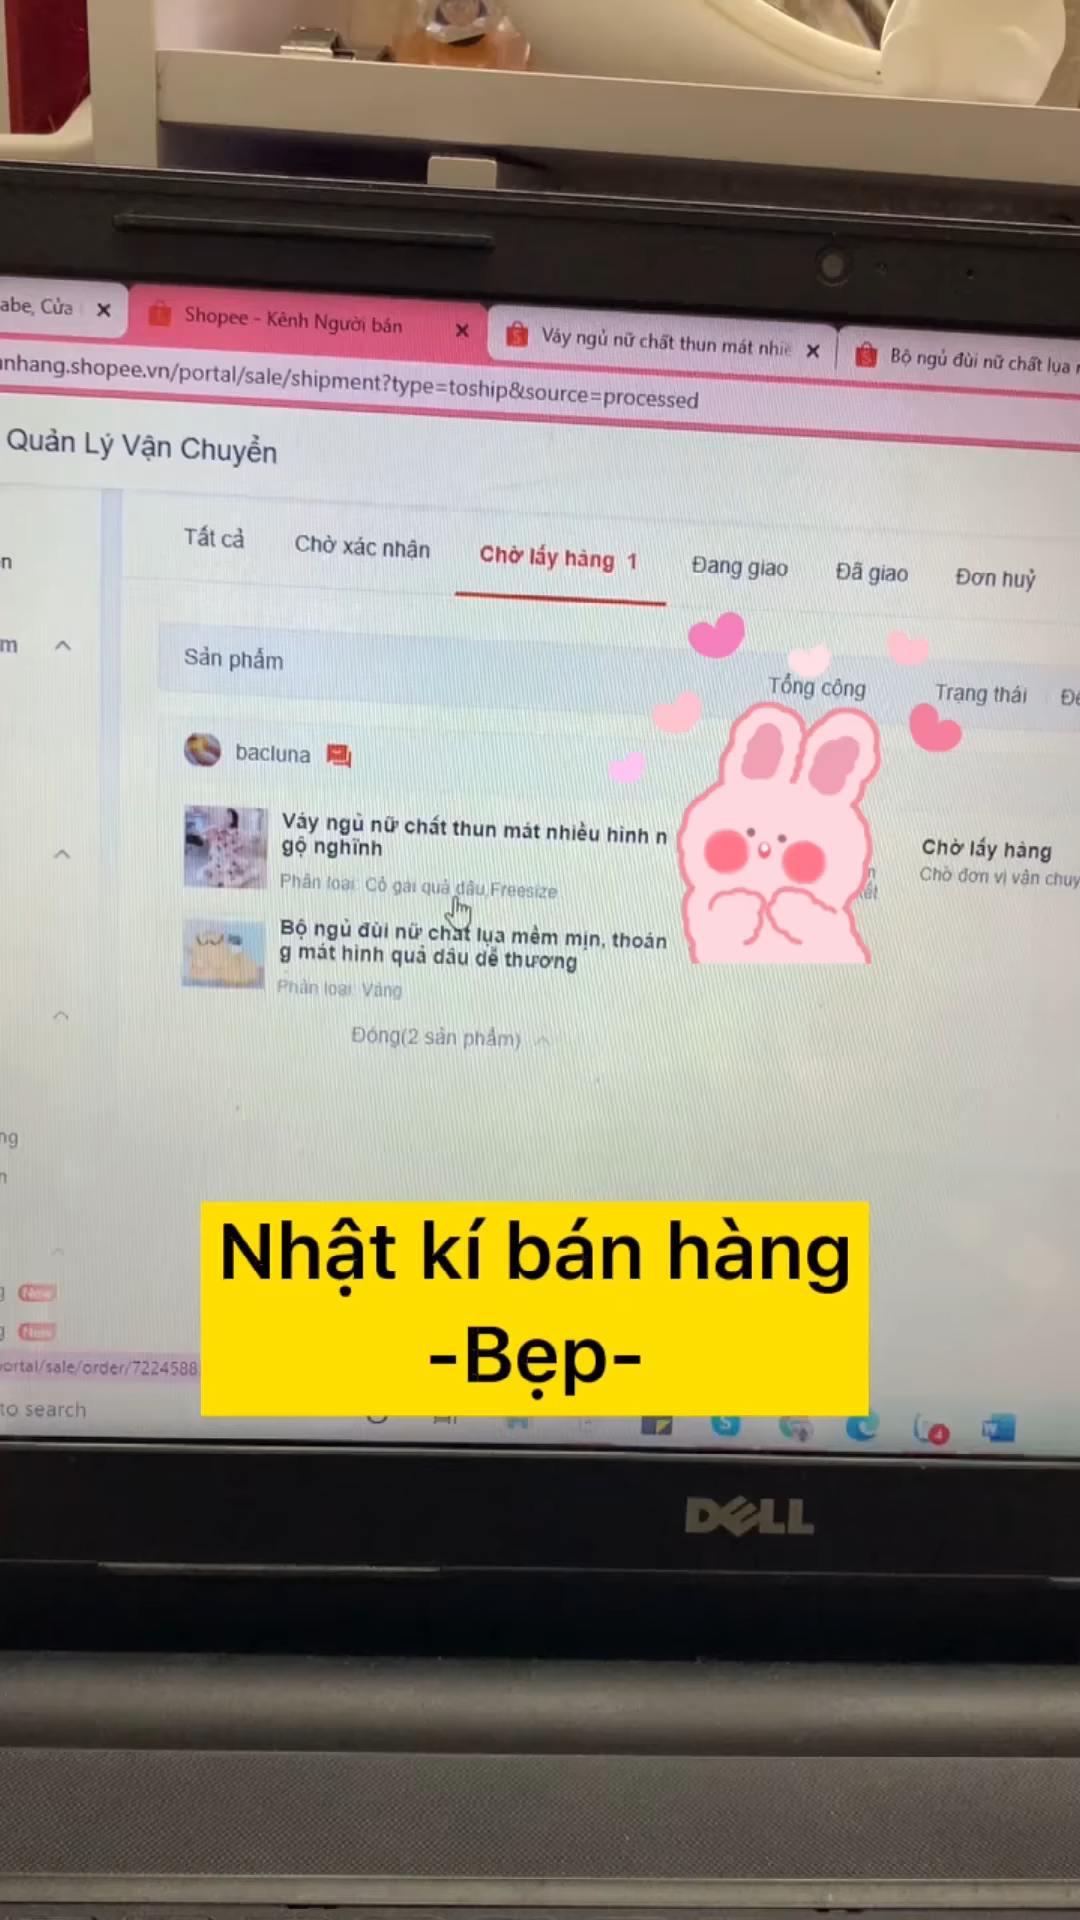 abe, Cửa
Shopee - Kênh Người bán
Váy ngủ nữ chất thun mát nhiề
Bộ ngủ đùi nữ chất lụa
nhang.shopee.vn/portal/sale/shipment?type=toship&source=processed
Quản Lý Vận Chuyển
Tất cả
Chờ xác nhận
Chờ lấy hàng 1
Đang giao
Đã giao
Đơn huỷ
Sản phẩm
Tổng cộng
Trạng thái
bacluna
Váy ngủ nữ chất thun mát nhiều hình n
gộ nghĩnh
Phân loại: Cô gái quả dâu,Freesize
Chờ lấy hàng
Chờ đơn vị vận chuy
Bộ ngủ đùi nữ chất lụa mềm mịn, thoán
g mát hình quả dâu dễ thương
Phân loại: Vàng
Đóng(2 sản phẩm)
New
New
ortal/sale/order/7224588
to search
Nhật kí bán hàng
-Bẹp-
DELL